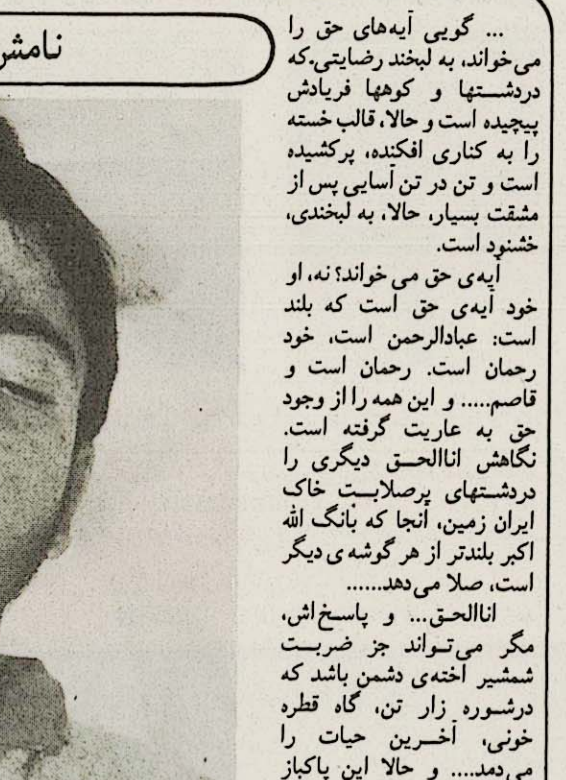 نامش
... گویی آیه‌های حق را
می‌خواند، به لبخند رضایتی.که
دردشتها و کوهها فریادش
پیچیده است و حالا، قالب خسته
را به کناری افکنده، پرکشیده
است و تن در تن آسایی پس از
مشقت بسیار، حالا، به لبخندی،
خشنود است.
آیه‌ی حق می خواند؟ نه، او
خود آیه‌ی حق است که بلند
است: عبادالرحمن است، خود
رحمان است. رحمان است و
قاصم..... و این همه را از وجود
حق به عاریت گرفته است.
نگاهش اناالحق دیگری را
دردشتهای پرصلابت خاک
ایران زمین، آنجا که بانگ الله
اکبر بلندتر از هر گوشه ی دیگر
است، صلا می‌دهد......
اناالحق... و پاسخ‌اش،
مگر می‌تواند جز ضربت
شمشیر اخته‌ی دشمن باشد که
درشوره زار تن، گاه قطره
خونی، آخرین حیات را
می‌دمد.... و حالا این پاکباز